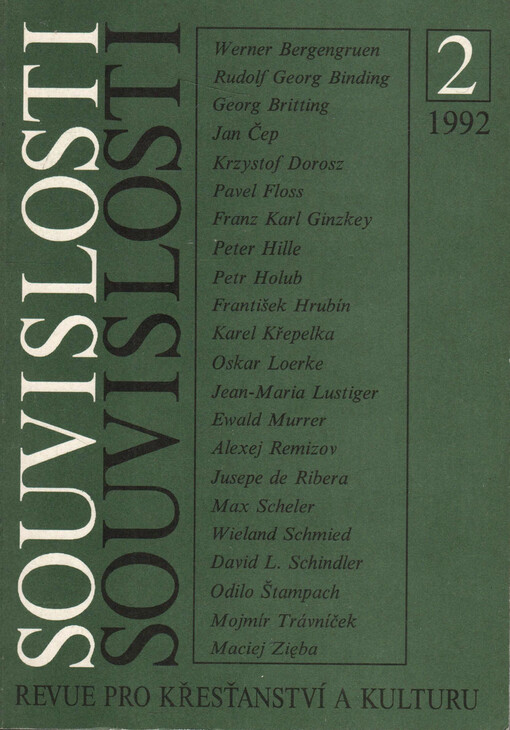 SOUVISLOSTI
SOUVISLOSTI
Werner Bergengruen
Rudolf Georg Binding
Georg Britting
Jan Čep
Krzystof Dorosz
Pavel Floss
Franz Karl Ginzkey
Peter Hille
Petr Holub
František Hrubín
Karel Křepelka
Oskar Loerke
Jean-Maria Lustiger
Ewald Murrer
Alexej Remizov
Jusepe de Ribera
Max Scheler
Wieland Schmied
David L. Schindler
Odilo Štampach
Mojmír Trávníček
Maciej Zięba
2
1992
REVUE PRO KŘESŤANSTVÍ A KULTURU